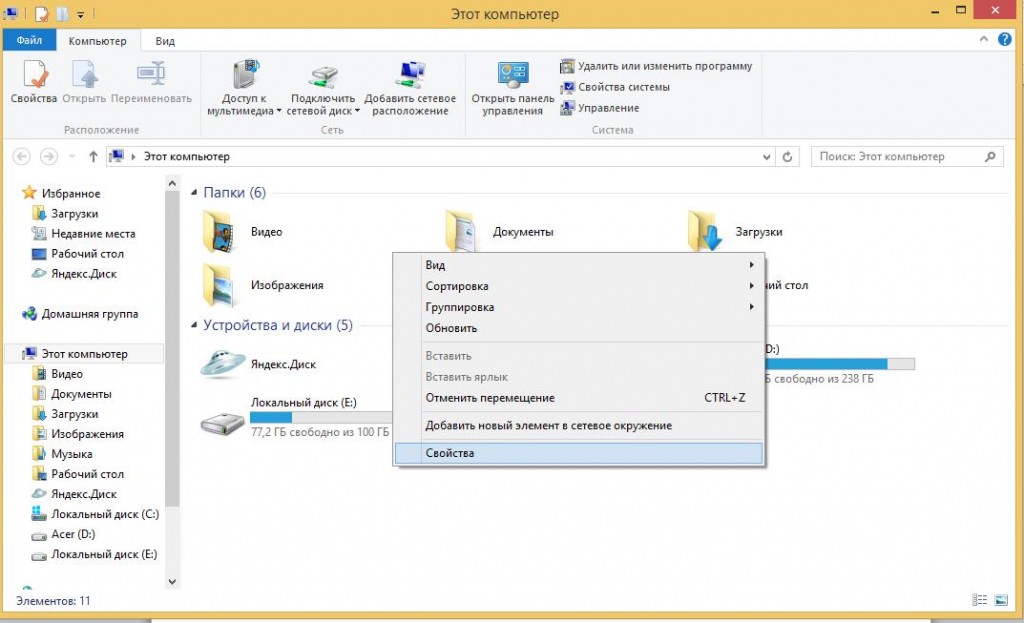 Этот компьютер
Файл
Компьютер
Вид
Свойства
Открыть
Переименовать
Расположение
Доступ к
мультимедиа
Подключить
сетевой диск
Добавить сетевое
расположение
Сеть
Открыть панель
управления
Удалить или изменить программу
Свойства системы
Управление
Система
Этот компьютер
Поиск: Этот компьютер
Избранное
Загрузки
Недавние места
Рабочий стол
Яндекс.Диск
Домашняя группа
Этот компьютер
Видео
Документы
Загрузки
Изображения
Музыка
Рабочий стол
Яндекс.Диск
Локальный диск (C:)
Acer (D:)
Локальный диск (E:)
Папки (6)
Видео
Документы
Загрузки
Изображения
ий стол
Устройства и диски (5)
Яндекс.Диск
D:)
свободно из 238 ГБ
Локальный диск (E:)
77,2 ГБ свободно из 100 ГБ
Вид
Сортировка
Группировка
Обновить
Вставить
Вставить ярлык
Отменить перемещение CTRL+Z
Добавить новый элемент в сетевое окружение
Свойства
Элементов: 11